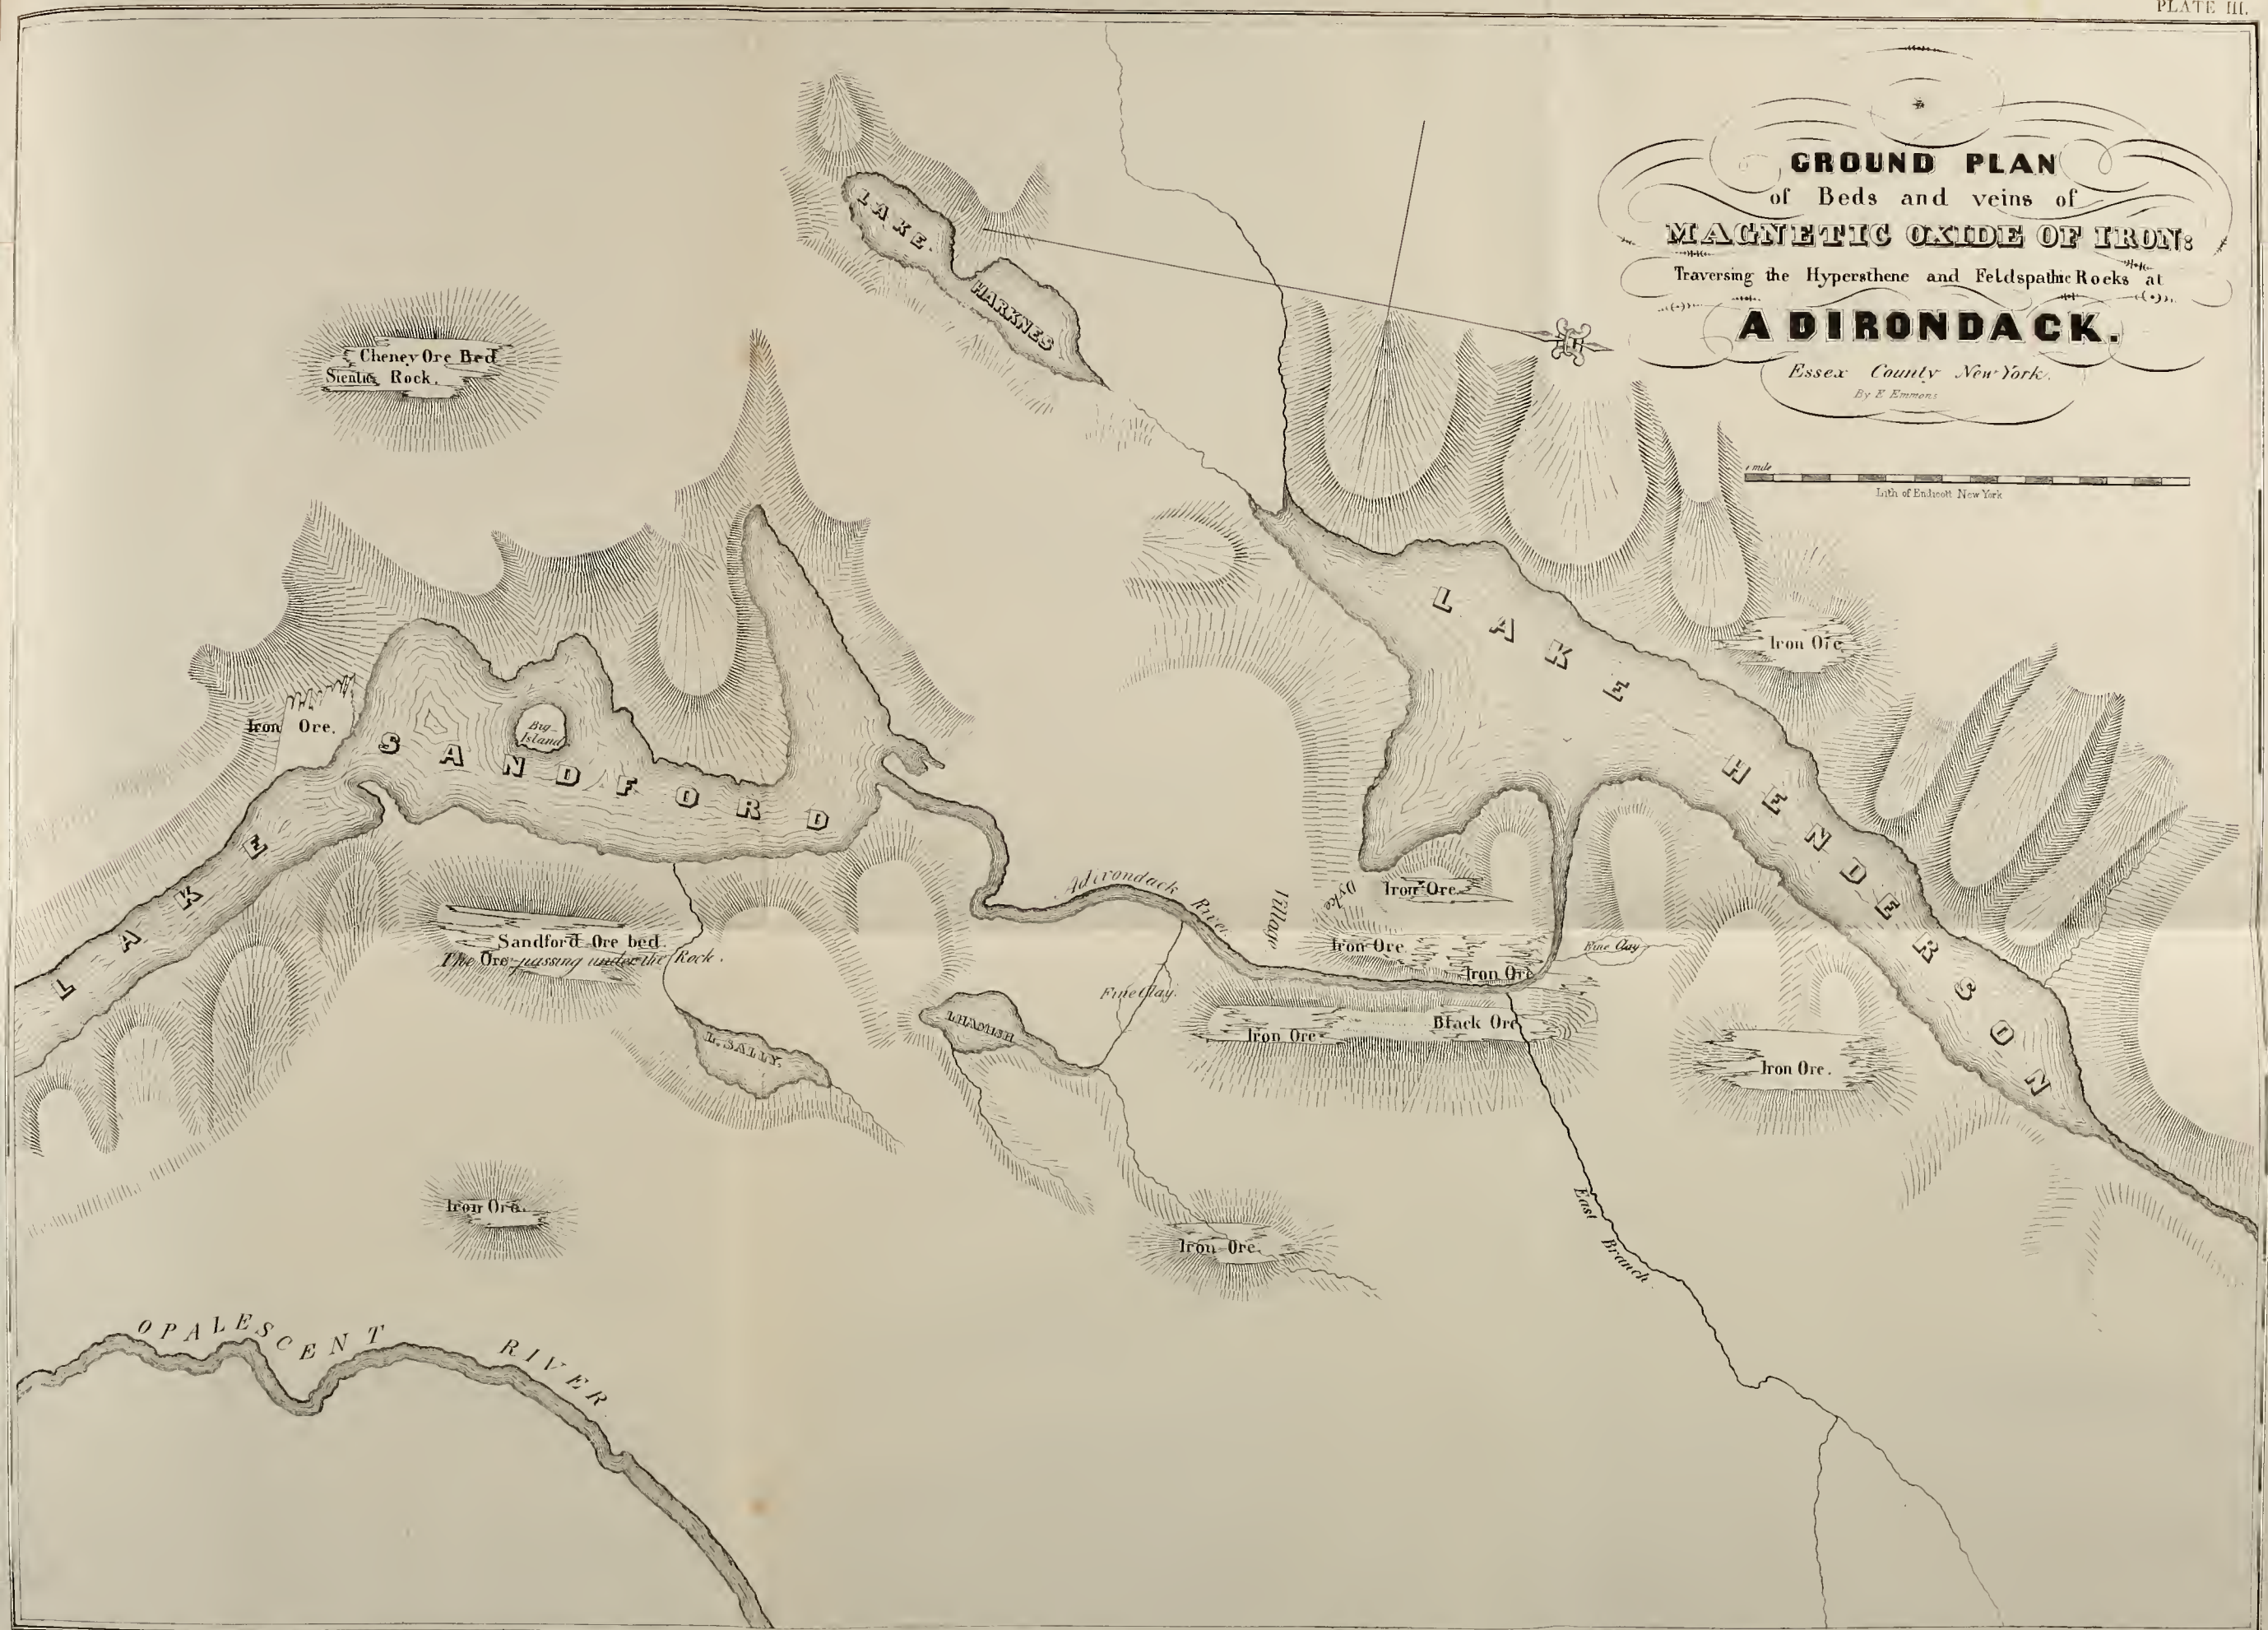 PLATE III.
GROUND PLAN
of Beds and veins of
MAGNETIC OXIDE OF IRON:
Traversing the Hypersthene and Feldspathic Rocks at
ADIRONDACK.
Essex County New York.
By E Emmons
1 mile
Lith of Endicott New York
LAKE
HARKNES
Cheney Ore Bed
Sienlic Rock.
LAKE HENDERSON
Iron Ore
Iron Ore.
Big Island
LAKE SANDFORD
Adirondack River
Village
Dyke
Iron Ore.
Iron Ore
Iron Ore
Fine Clay
Sandford Ore bed.
The Ore passing under the Rock.
Fine Clay.
Iron Ore
Black Ore
L. SALLY.
Iron Ore.
Iron Ore.
Iron Ore.
East Branch
OPALESCENT RIVER